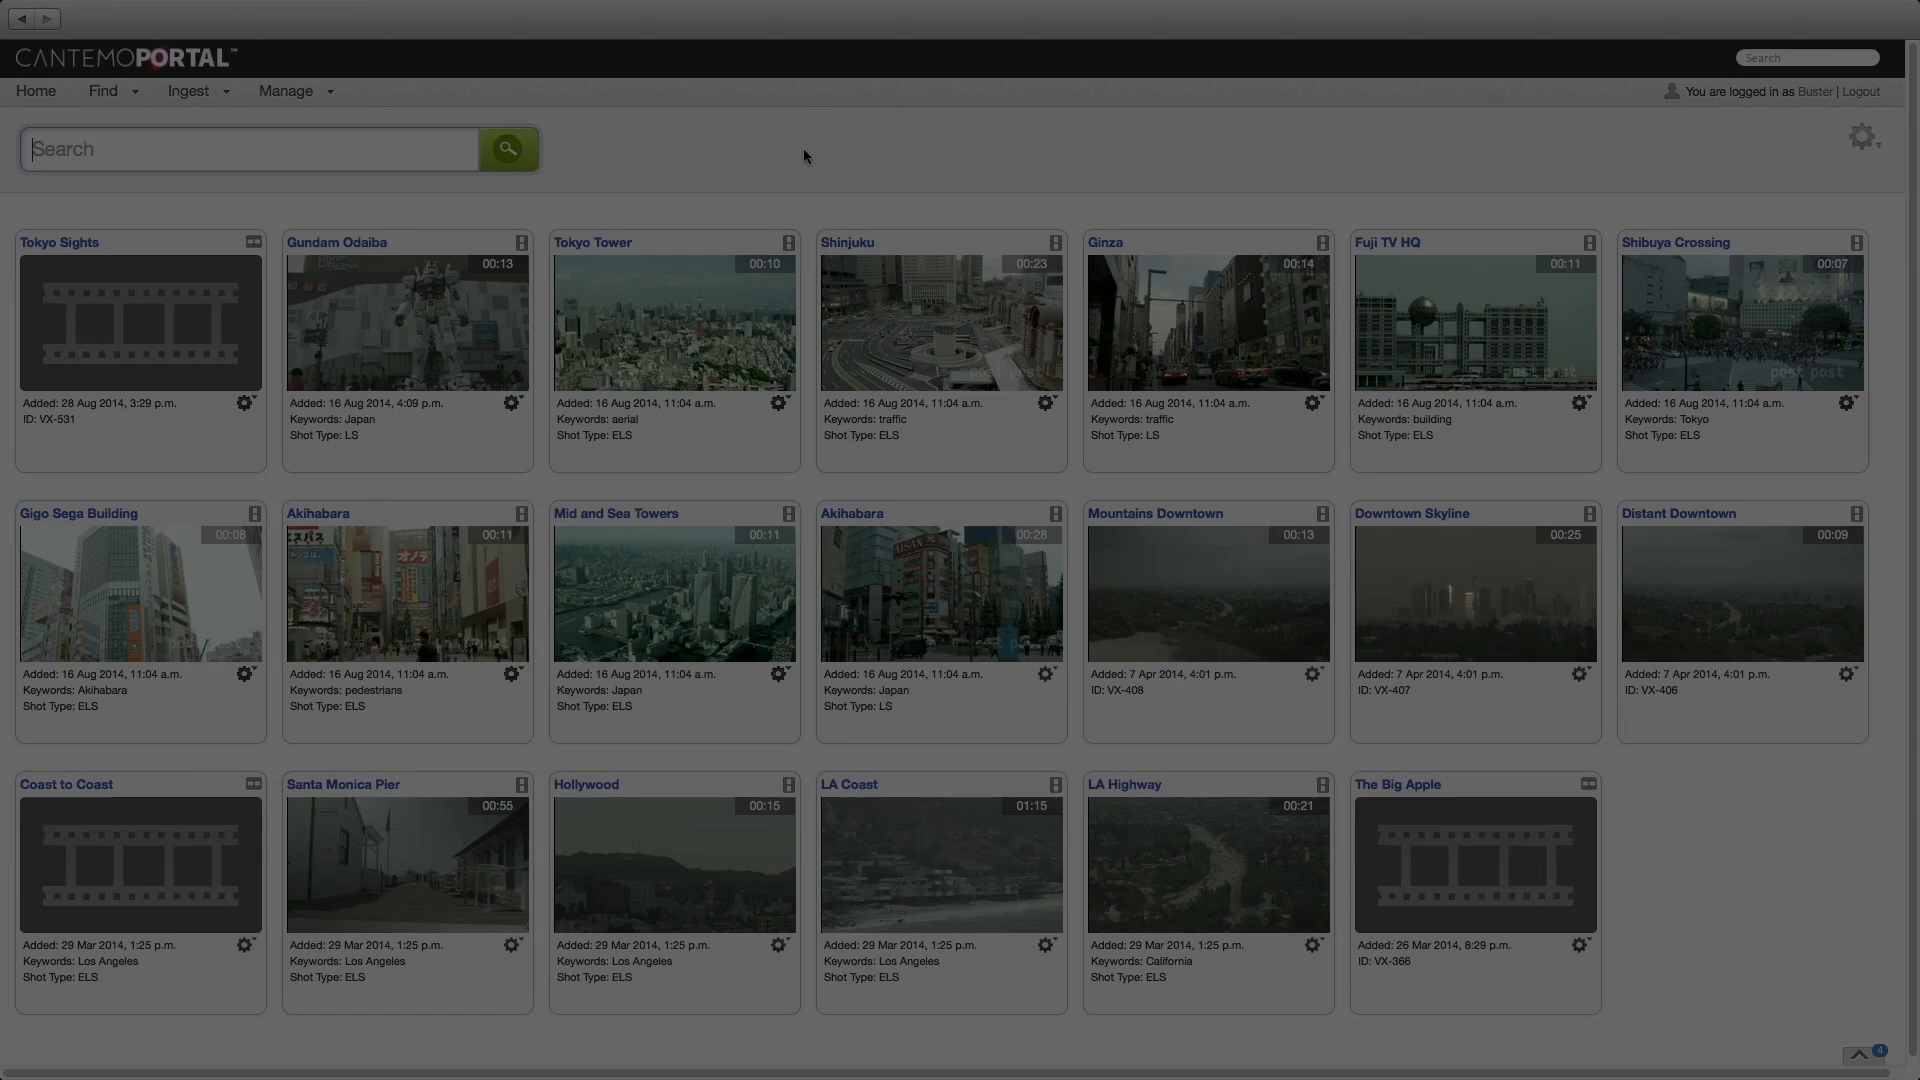 CANTEMOPORTAL™
Search
Home
Find
Ingest
Manage
You are logged in as Buster | Logout
Search
Tokyo Sights
Added: 28 Aug 2014, 3:29 p.m.
ID: VX-531
Gundam Odaiba
00:13
Added: 16 Aug 2014, 4:09 p.m.
Keywords: Japan
Shot Type: LS
Tokyo Tower
00:10
Added: 16 Aug 2014, 11:04 a.m.
Keywords: aerial
Shot Type: ELS
Shinjuku
00:23
post post
Added: 16 Aug 2014, 11:04 a.m.
Keywords: traffic
Shot Type: ELS
Ginza
00:14
Added: 16 Aug 2014, 11:04 a.m.
Keywords: traffic
Shot Type: LS
Fuji TV HQ
00:11
post post
Added: 16 Aug 2014, 11:04 a.m.
Keywords: building
Shot Type: ELS
Shibuya Crossing
00:07
post post
Added: 16 Aug 2014, 11:04 a.m.
Keywords: Tokyo
Shot Type: ELS
Gigo Sega Building
00:08
Added: 16 Aug 2014, 11:04 a.m.
Keywords: Akihabara
Shot Type: ELS
Akihabara
00:11
オノデ
Added: 16 Aug 2014, 11:04 a.m.
Keywords: pedestrians
Shot Type: ELS
Mid and Sea Towers
00:11
Added: 16 Aug 2014, 11:04 a.m.
Keywords: Japan
Shot Type: ELS
Akihabara
00:28
Added: 16 Aug 2014, 11:04 a.m.
Keywords: Japan
Shot Type: LS
Mountains Downtown
00:13
Added: 7 Apr 2014, 4:01 p.m.
ID: VX-408
Downtown Skyline
00:25
Added: 7 Apr 2014, 4:01 p.m.
ID: VX-407
Distant Downtown
00:09
Added: 7 Apr 2014, 4:01 p.m.
ID: VX-406
Coast to Coast
Added: 29 Mar 2014, 1:25 p.m.
Keywords: Los Angeles
Shot Type: ELS
Santa Monica Pier
00:55
Added: 29 Mar 2014, 1:25 p.m.
Keywords: Los Angeles
Shot Type: ELS
Hollywood
00:15
Added: 29 Mar 2014, 1:25 p.m.
Keywords: Los Angeles
Shot Type: ELS
LA Coast
01:15
Added: 29 Mar 2014, 1:25 p.m.
Keywords: Los Angeles
Shot Type: ELS
LA Highway
00:21
Added: 29 Mar 2014, 1:25 p.m.
Keywords: California
Shot Type: ELS
The Big Apple
Added: 26 Mar 2014, 8:29 p.m.
ID: VX-366
4